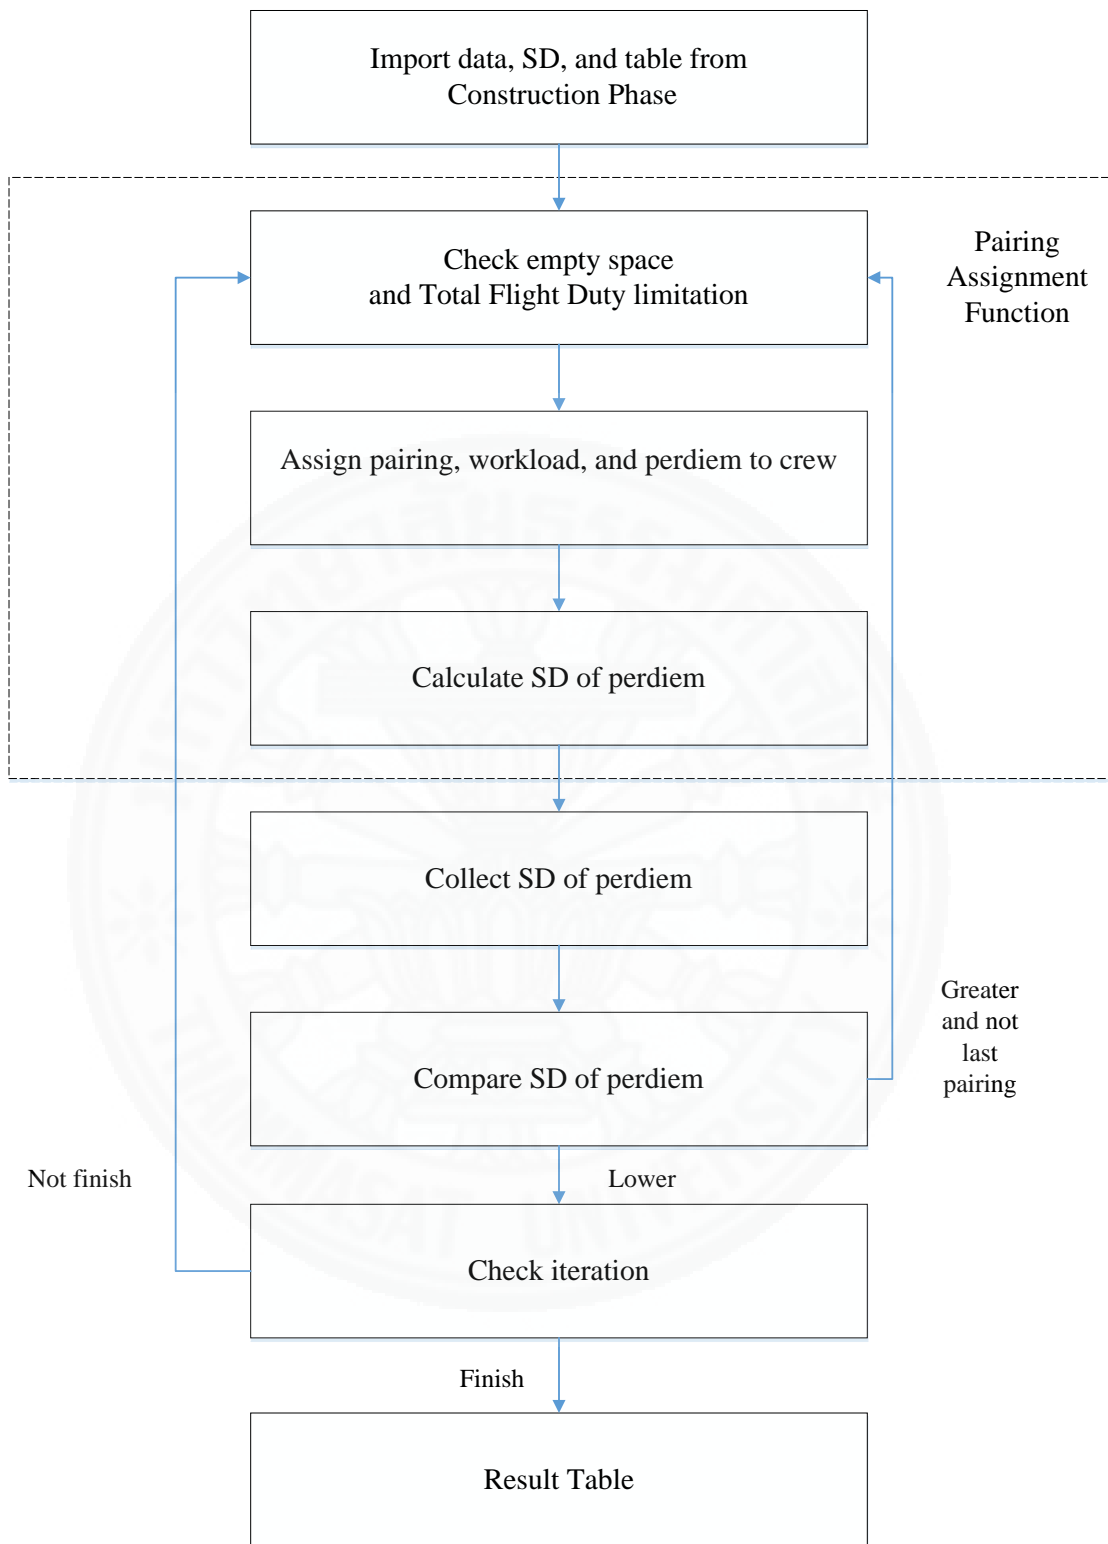 Import data, SD, and table from
Construction Phase
Check empty space
and Total Flight Duty limitation
Pairing
Assignment
Function
Assign pairing, workload, and perdiem to crew
Calculate SD of perdiem
Collect SD of perdiem
Greater
and not
last
pairing
Compare SD of perdiem
Not finish
Lower
Check iteration
Finish
Result Table
THAMMASAT UNIVERSITY